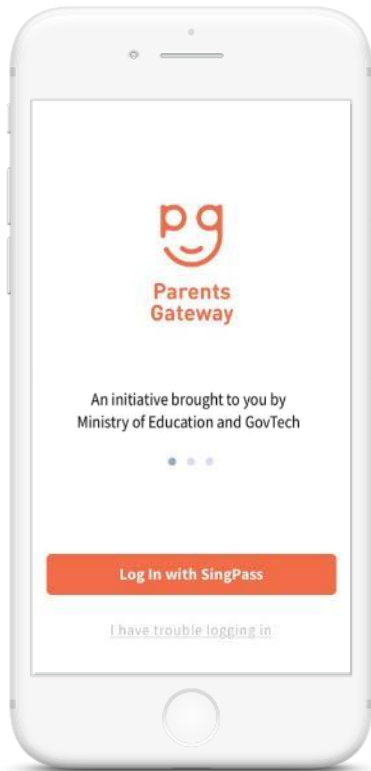 pg
Parents
Gateway
An initiative brought to you by
Ministry of Education and GovTech
Log In with SingPass
I have trouble logging in